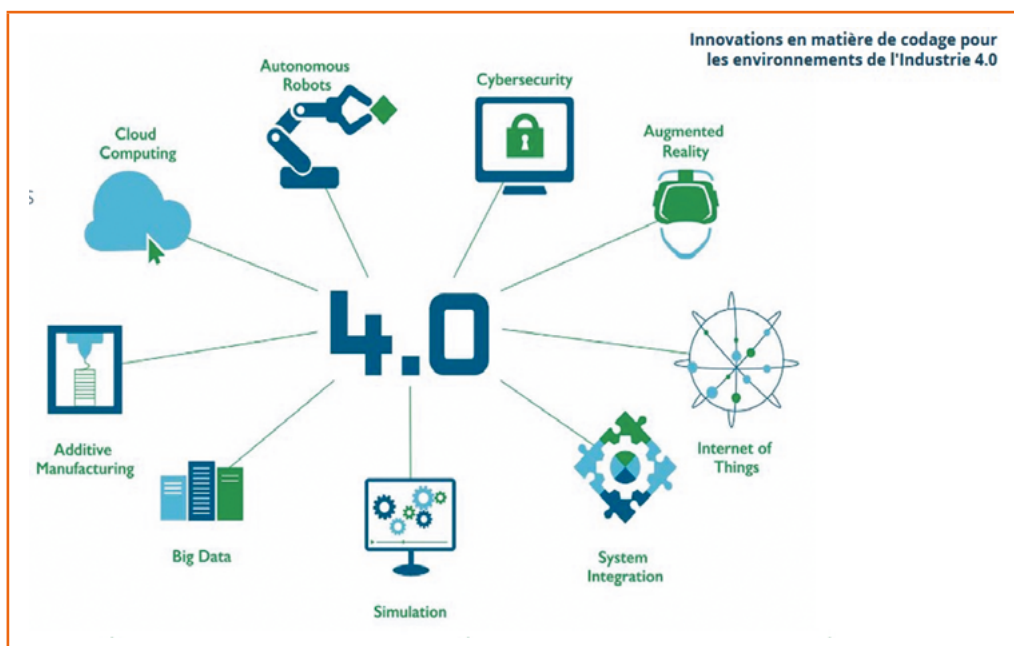 Innovations en matière de codage pour
les environnements de l'Industrie 4.0
Autonomous
Robots
Cybersecurity
Cloud
Computing
Augmented
Reality
s
4.0
Additive
Manufacturing
Internet of
Things
Big Data
System
Integration
Simulation